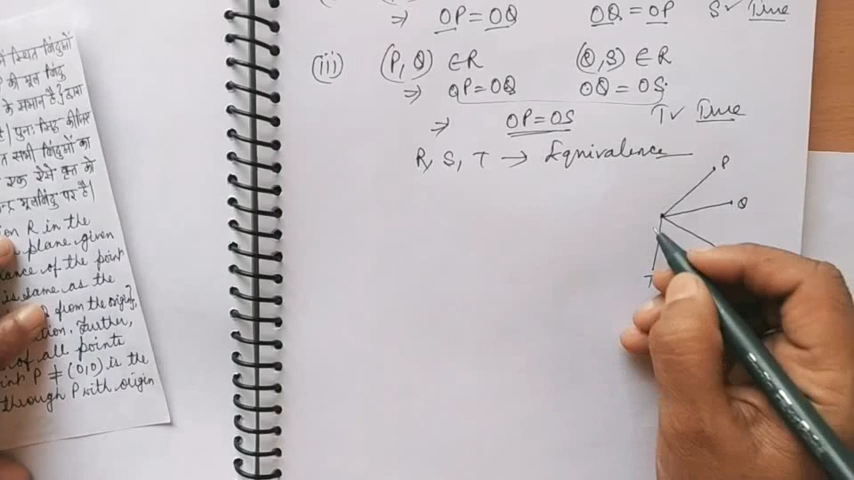 में स्थित बिंदुओं
की मूल बिंदु
के समान है} द्वारा
है। पुनः सिद्ध कीजिए
सभी बिंदुओं का
एक ऐसे वृत्त को
मूलबिंदु पर है।
R in the
plane given
of the point
is same as the
from the origin},
Further,
of all points
P ≠ (0,0) is the
through P with origin
⇒ OP = OQ OQ = OP S✓ True
(iii) (P, Q) ∈ R (Q, S) ∈ R
⇒ OP = OQ OQ = OS
⇒ OP = OS T✓ True
R, S, T → Equivalence
P
Q
T